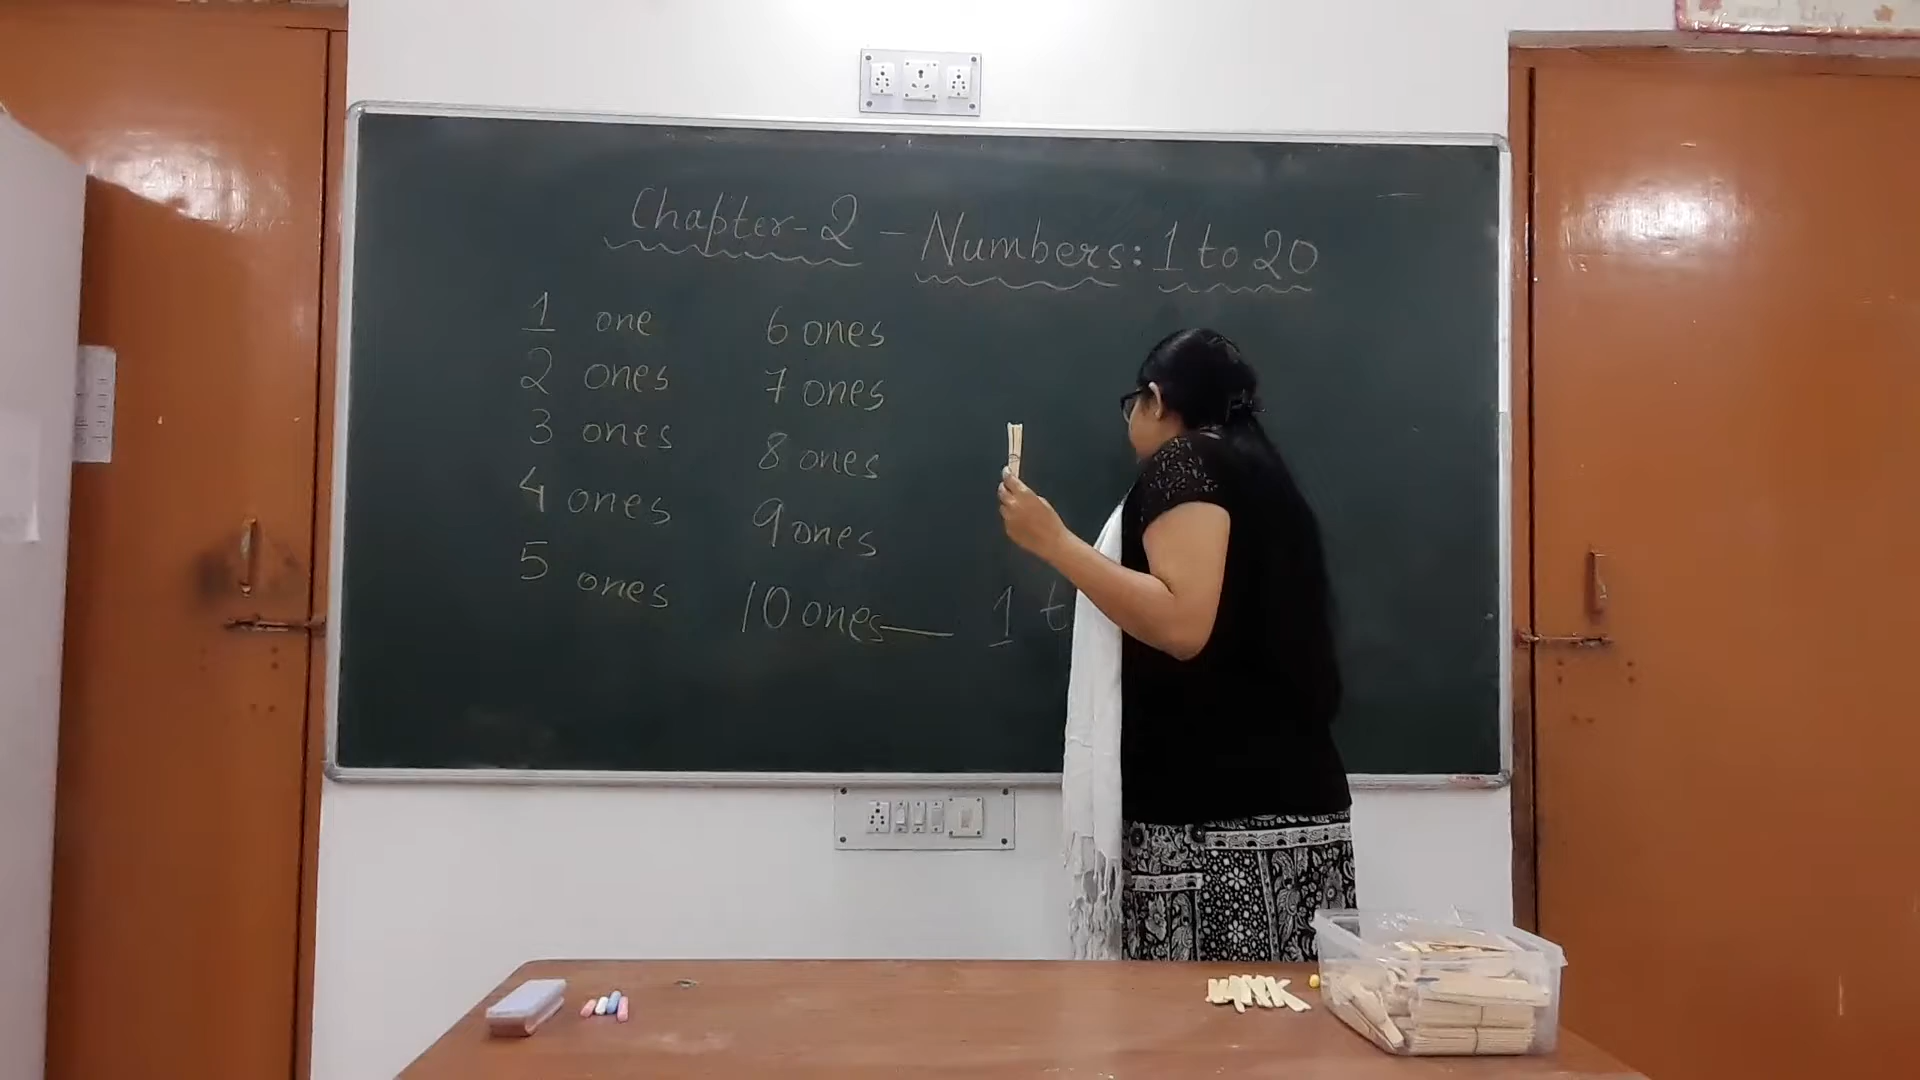 Chapter-2 - Numbers: 1 to 20
1 one
2 ones
3 ones
4 ones
5 ones
6 ones
7 ones
8 ones
9 ones
10 ones — 1 t